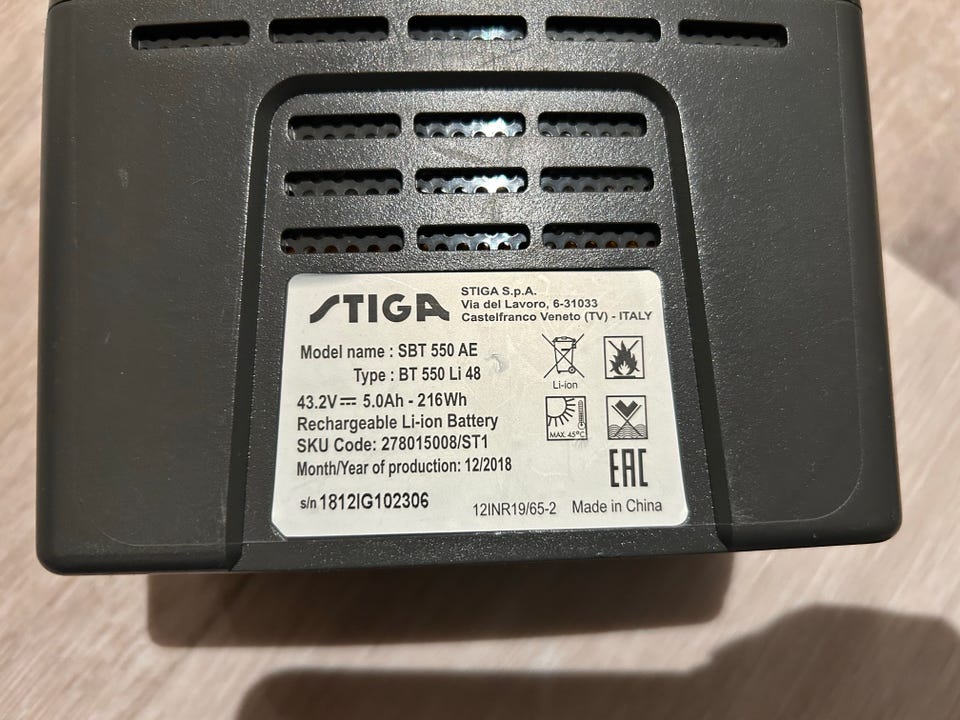 STIGA
STIGA S.p.A.
Via del Lavoro, 6-31033
Castelfranco Veneto (TV) - ITALY
Model name : SBT 550 AE
Type : BT 550 Li 48
43.2V⎓ 5.0Ah - 216Wh
Rechargeable Li-ion Battery
SKU Code: 278015008/ST1
Month/Year of production: 12/2018
s/n 1812IG102306
Li-ion
MAX. 45°C
EAC
12INR19/65-2 Made in China